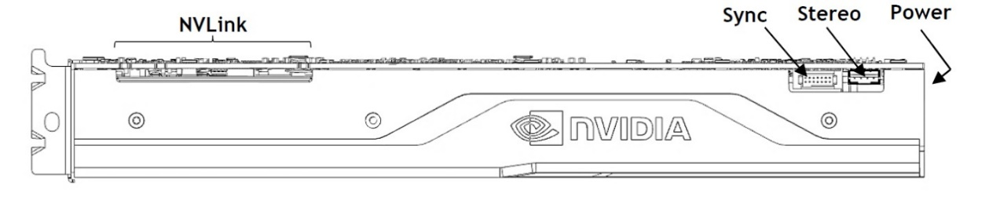 NVLink
Sync
Stereo
Power
NVIDIA